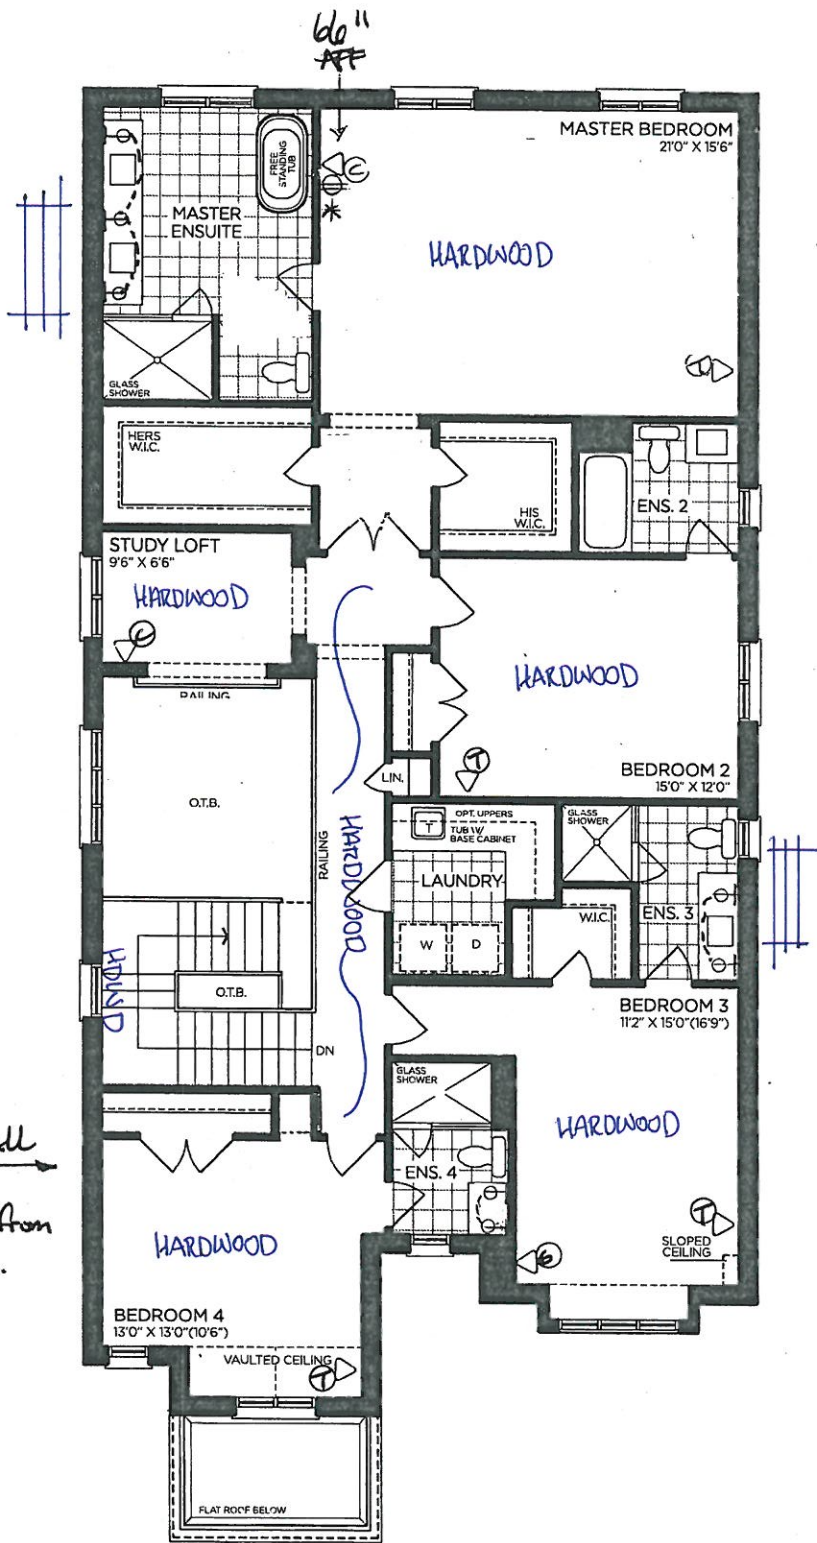 66"
AFF
MASTER BEDROOM
21'0" X 15'6"
FREE
STANDING
TUB
C
*
MASTER
ENSUITE
HARDWOOD
GLASS
SHOWER
HERS
W.I.C.
HIS
W.I.C.
ENS. 2
STUDY LOFT
9'6" X 6'6"
HARDWOOD
C
RAILING
HARDWOOD
T
BEDROOM 2
15'0" X 12'0"
LIN.
O.T.B.
RAILING
HARDWOOD
T
OPT. UPPERS
TUB W/
BASE CABINET
LAUNDRY
W
D
GLASS
SHOWER
W.I.C.
ENS. 3
HDWD
O.T.B.
DN
BEDROOM 3
11'2" X 15'0"(16'9")
GLASS
SHOWER
ENS. 4
HARDWOOD
T
SLOPED
CEILING
HARDWOOD
BEDROOM 4
13'0" X 13'0"(10'6")
VAULTED CEILING
T
FLAT ROOF BELOW